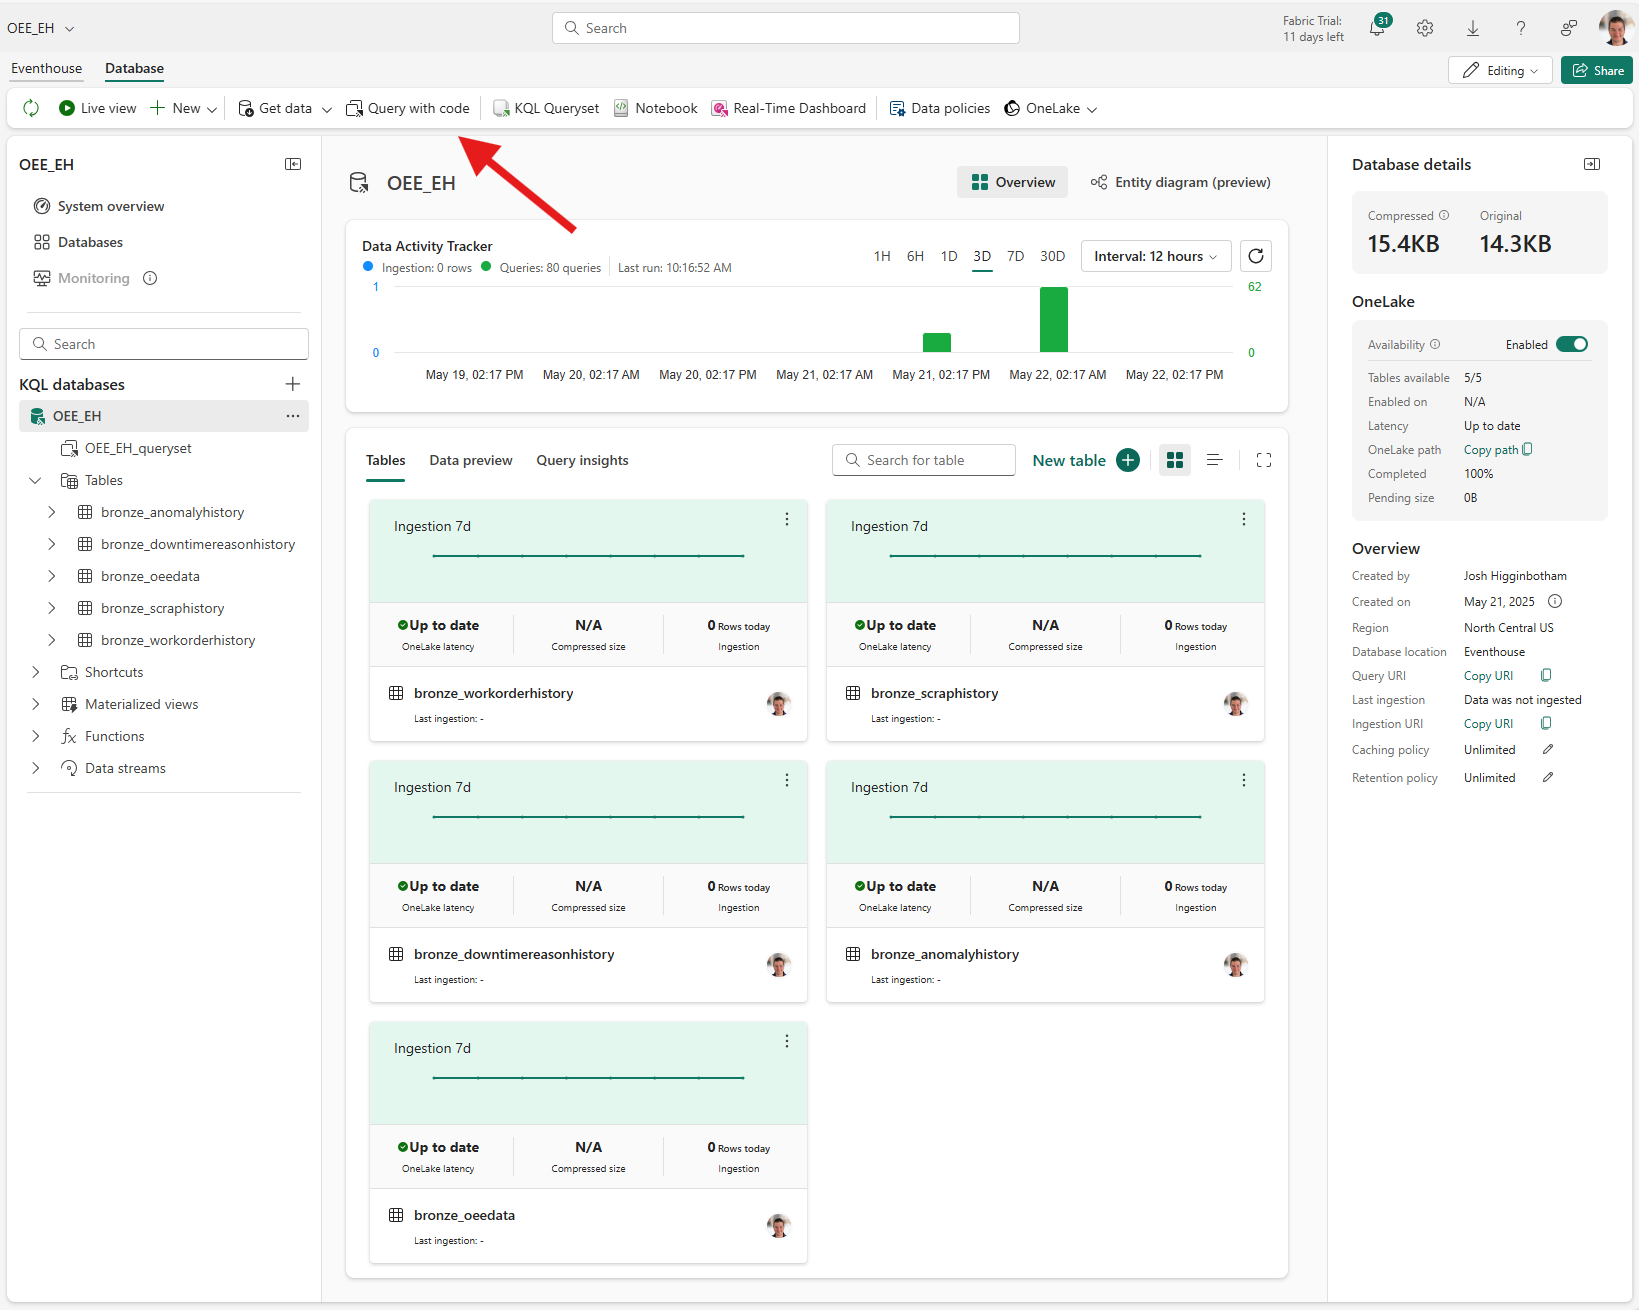 OEE_EH
Search
Fabric Trial:
11 days left
31
Eventhouse
Database
Editing
Share
Live view
New
Get data
Query with code
KQL Queryset
Notebook
Real-Time Dashboard
Data policies
OneLake
OEE_EH
System overview
Databases
Monitoring
Search
KQL databases
OEE_EH
OEE_EH_queryset
Tables
bronze_anomalyhistory
bronze_downtimereasonhistory
bronze_oeedata
bronze_scraphistory
bronze_workorderhistory
Shortcuts
Materialized views
Functions
Data streams
OEE_EH
Overview
Entity diagram (preview)
Data Activity Tracker
Ingestion: 0 rows
Queries: 80 queries
Last run: 10:16:52 AM
1H
6H
1D
3D
7D
30D
Interval: 12 hours
1
62
0
0
May 19, 02:17 PM
May 20, 02:17 AM
May 20, 02:17 PM
May 21, 02:17 AM
May 21, 02:17 PM
May 22, 02:17 AM
May 22, 02:17 PM
Tables
Data preview
Query insights
Search for table
New table
Ingestion 7d
Up to date
OneLake latency
N/A
Compressed size
0 Rows today
Ingestion
bronze_workorderhistory
Last ingestion: -
Ingestion 7d
Up to date
OneLake latency
N/A
Compressed size
0 Rows today
Ingestion
bronze_scraphistory
Last ingestion: -
Ingestion 7d
Up to date
OneLake latency
N/A
Compressed size
0 Rows today
Ingestion
bronze_downtimereasonhistory
Last ingestion: -
Ingestion 7d
Up to date
OneLake latency
N/A
Compressed size
0 Rows today
Ingestion
bronze_anomalyhistory
Last ingestion: -
Ingestion 7d
Up to date
OneLake latency
N/A
Compressed size
0 Rows today
Ingestion
bronze_oeedata
Last ingestion: -
Database details
Compressed
Original
15.4KB
14.3KB
OneLake
Availability
Enabled
Tables available 5/5
Enabled on N/A
Latency Up to date
OneLake path Copy path
Completed 100%
Pending size 0B
Overview
Created by Josh Higginbotham
Created on May 21, 2025
Region North Central US
Database location Eventhouse
Query URI Copy URI
Last ingestion Data was not ingested
Ingestion URI Copy URI
Caching policy Unlimited
Retention policy Unlimited